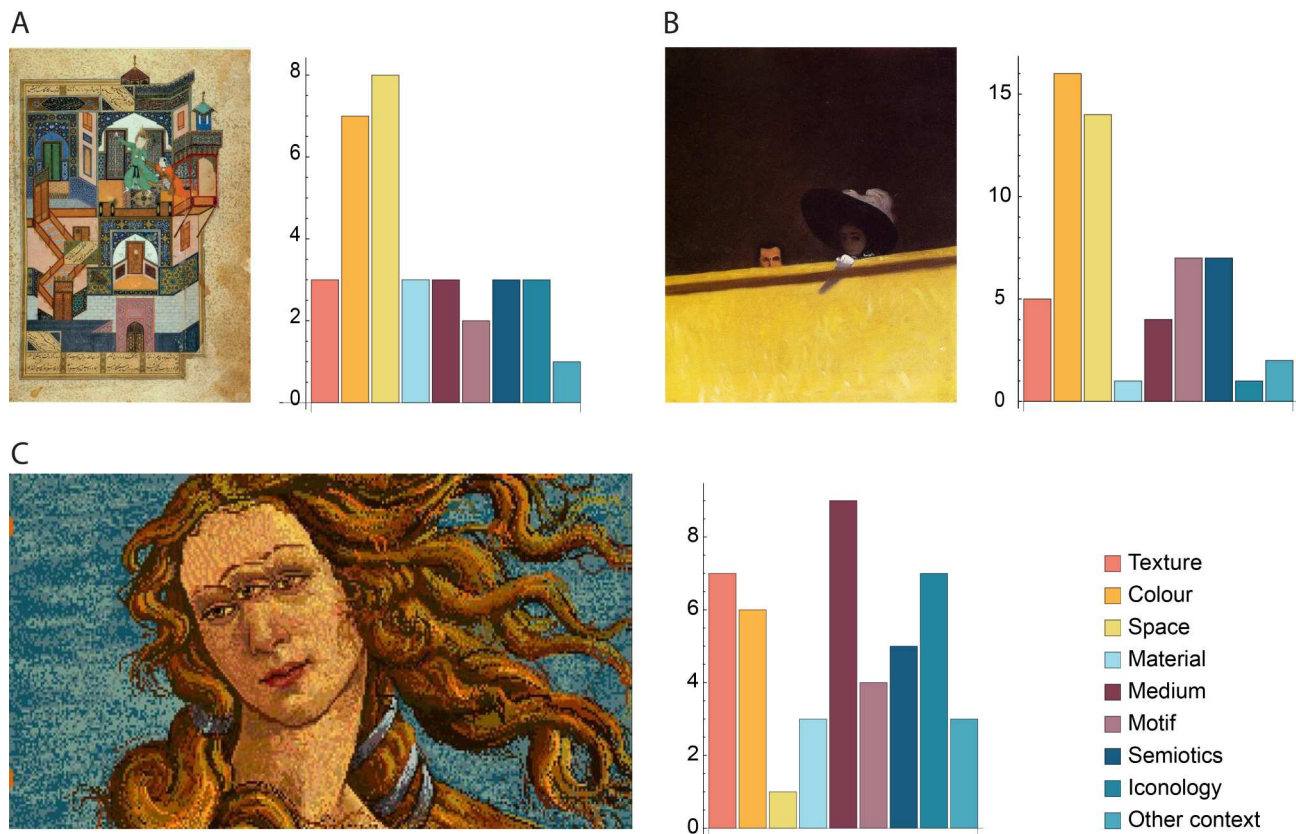 A
8
6
4
2
0
B
15
10
5
0
C
8
6
4
2
0
Texture
Colour
Space
Material
Medium
Motif
Semiotics
Iconology
Other context